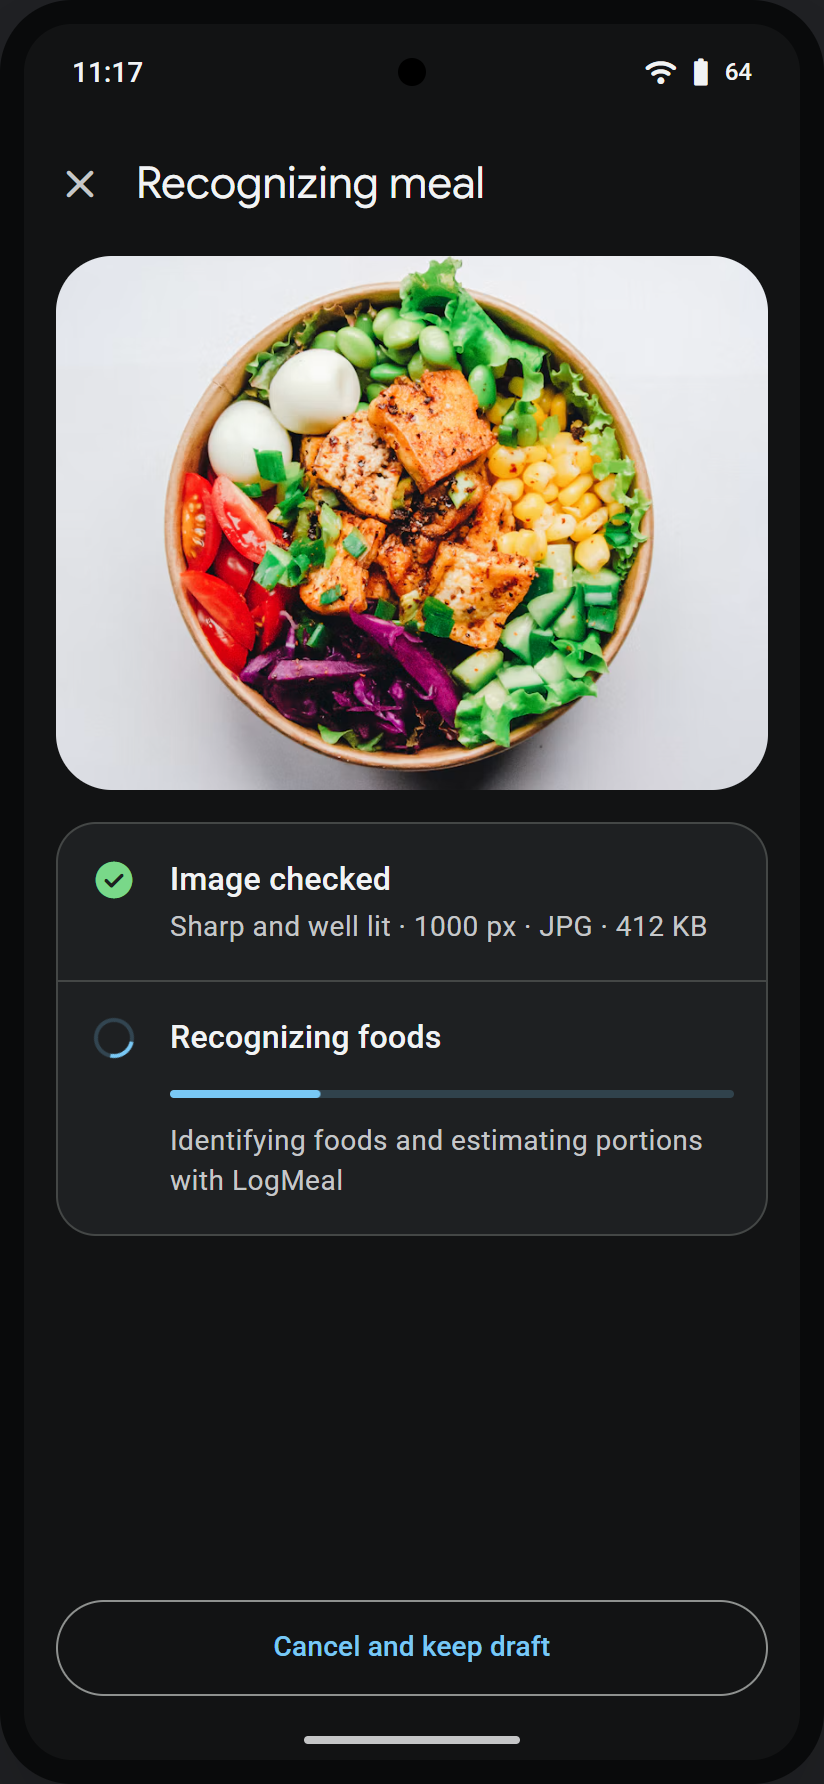 11:17
64
Recognizing meal
Image checked
Sharp and well lit · 1000 px · JPG · 412 KB
Recognizing foods
Identifying foods and estimating portions
with LogMeal
Cancel and keep draft